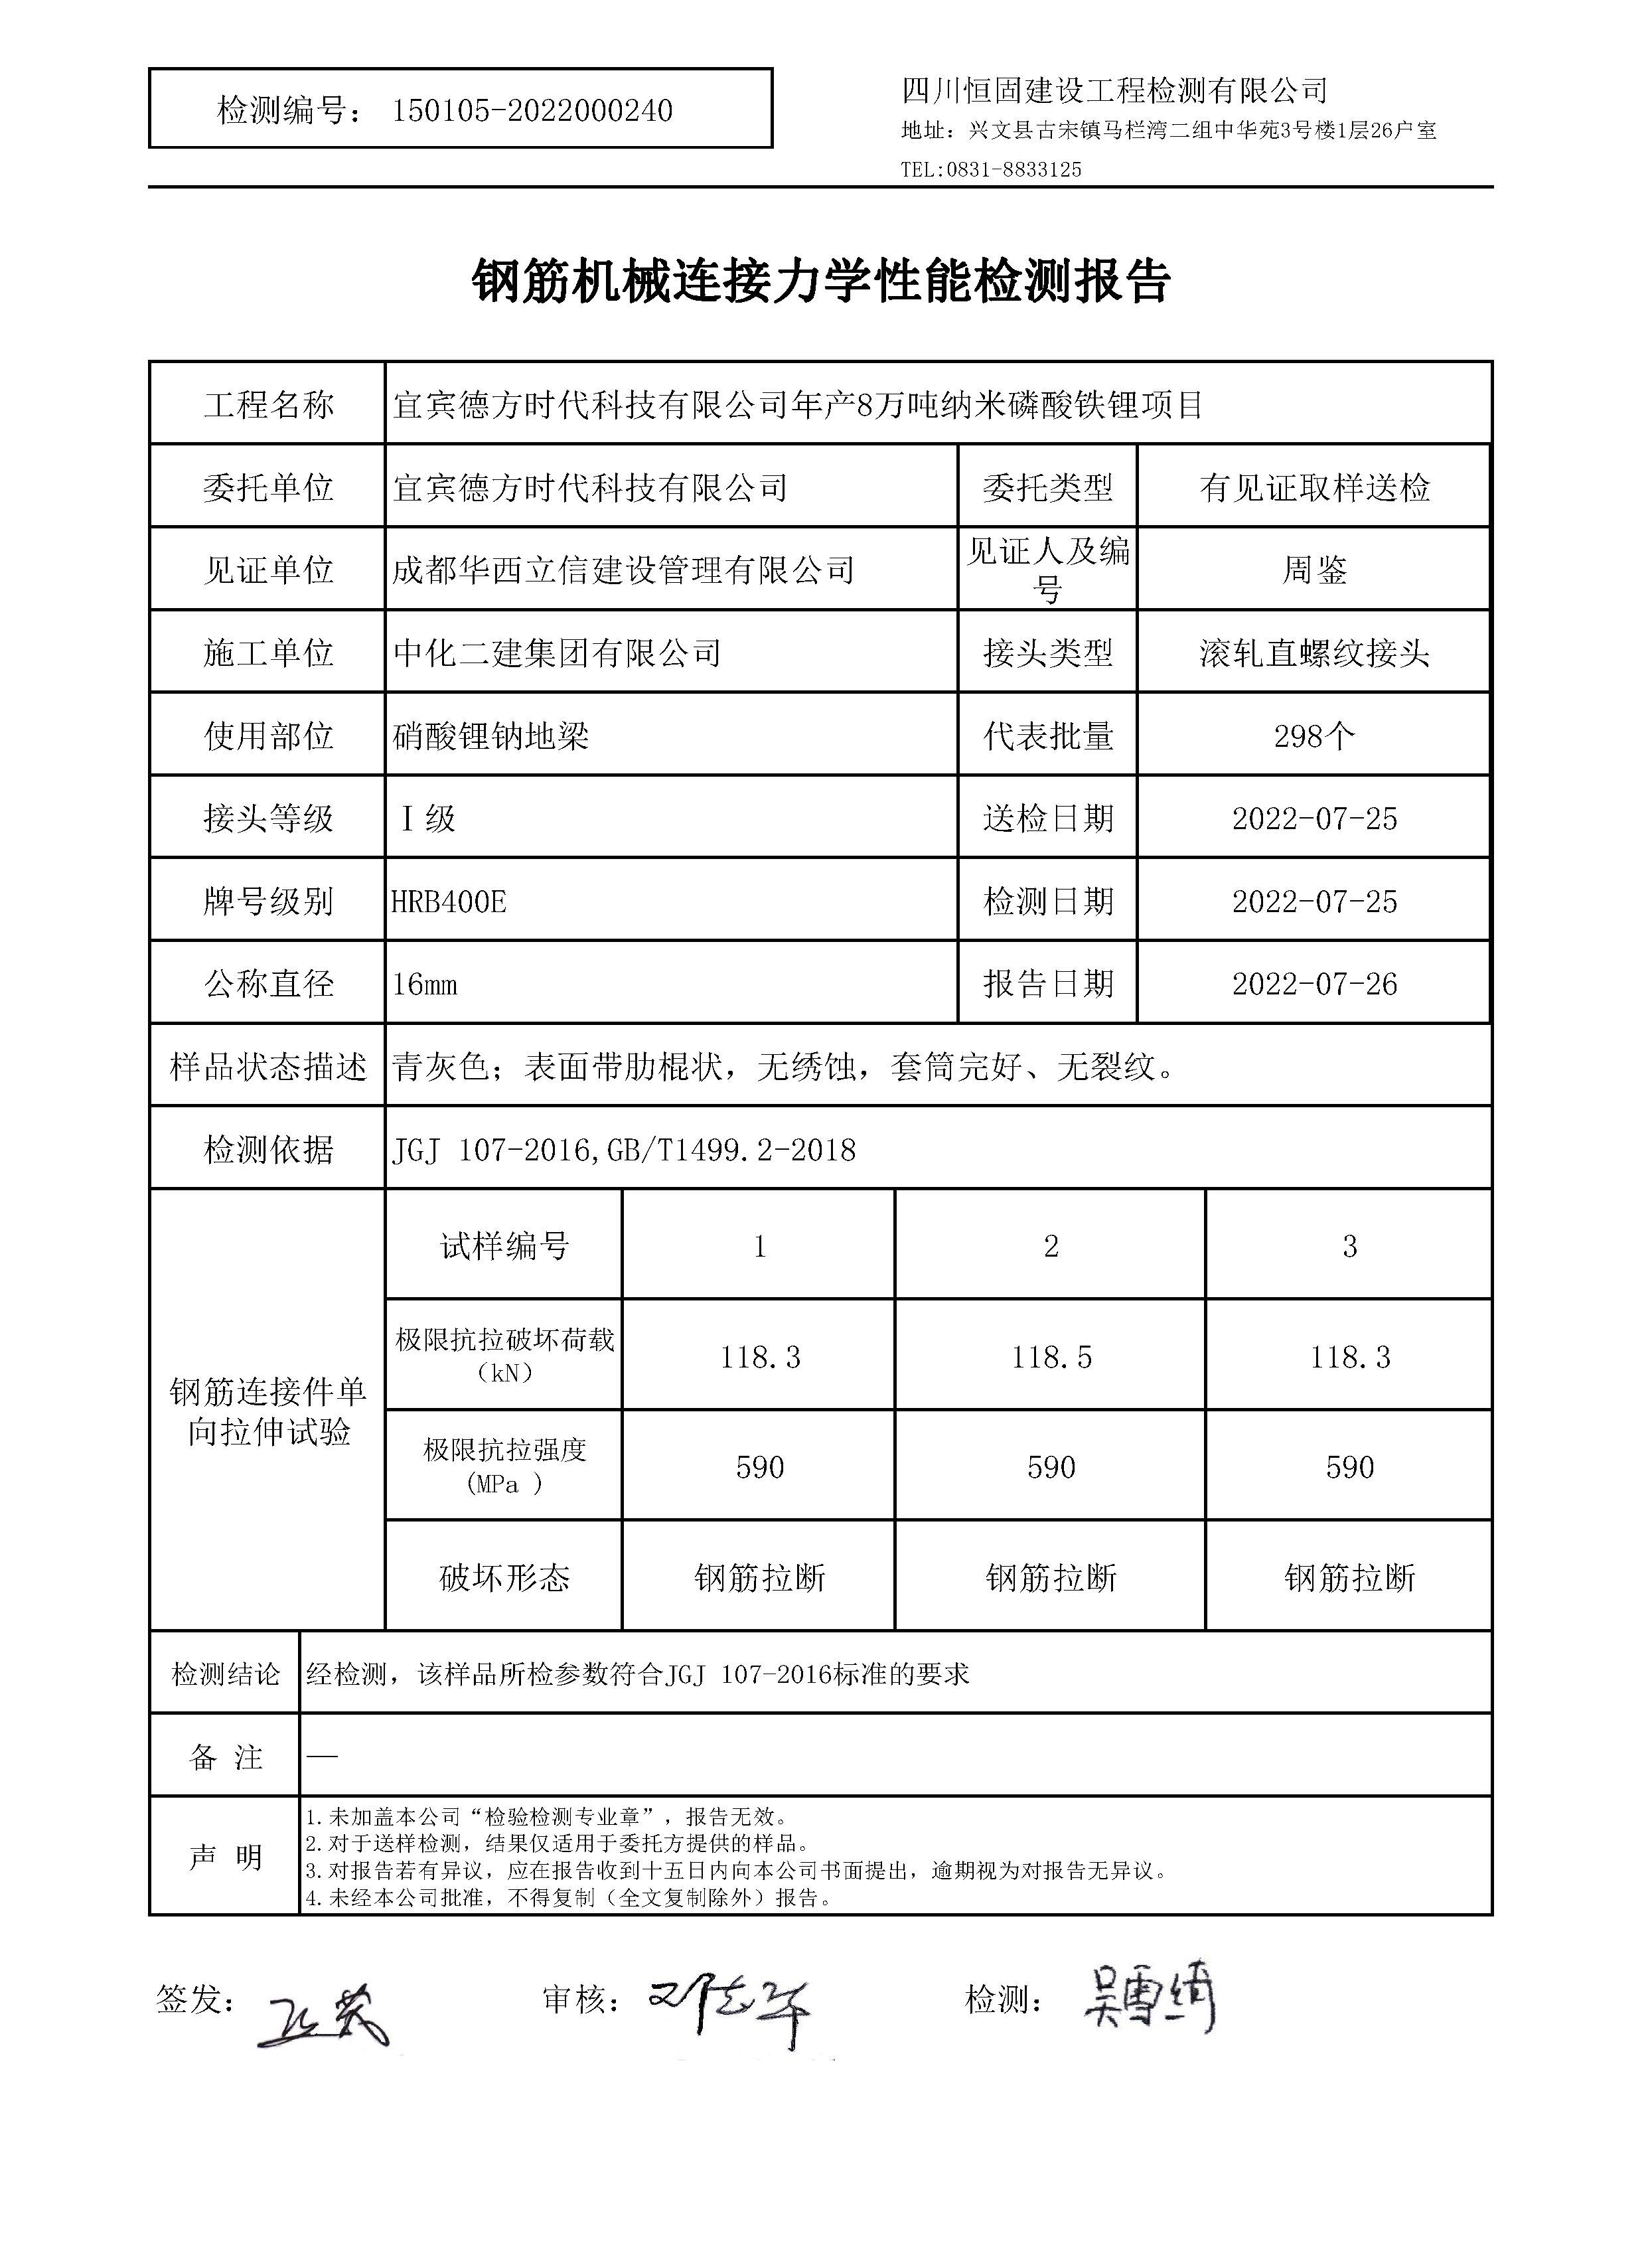 检测编号： 150105-2022000240
四川恒固建设工程检测有限公司
地址：兴文县古宋镇马栏湾二组中华苑3号楼1层26户室
TEL:0831-8833125
钢筋机械连接力学性能检测报告
工程名称 宜宾德方时代科技有限公司年产8万吨纳米磷酸铁锂项目
委托单位 宜宾德方时代科技有限公司 委托类型 有见证取样送检
见证单位 成都华西立信建设管理有限公司 见证人及编号 周鉴
施工单位 中化二建集团有限公司 接头类型 滚轧直螺纹接头
使用部位 硝酸锂钠地梁 代表批量 298个
接头等级 Ⅰ级 送检日期 2022-07-25
牌号级别 HRB400E 检测日期 2022-07-25
公称直径 16mm 报告日期 2022-07-26
样品状态描述 青灰色；表面带肋棍状，无绣蚀，套筒完好、无裂纹。
检测依据 JGJ 107-2016,GB/T1499.2-2018
钢筋连接件单向拉伸试验
试样编号 1 2 3
极限抗拉破坏荷载（kN） 118.3 118.5 118.3
极限抗拉强度(MPa ) 590 590 590
破坏形态 钢筋拉断 钢筋拉断 钢筋拉断
检测结论 经检测，该样品所检参数符合JGJ 107-2016标准的要求
备 注 —
声 明
1.未加盖本公司“检验检测专业章”，报告无效。
2.对于送样检测，结果仅适用于委托方提供的样品。
3.对报告若有异议，应在报告收到十五日内向本公司书面提出，逾期视为对报告无异议。
4.未经本公司批准，不得复制（全文复制除外）报告。
签发： 审核：邓志华 检测：吴雪绮